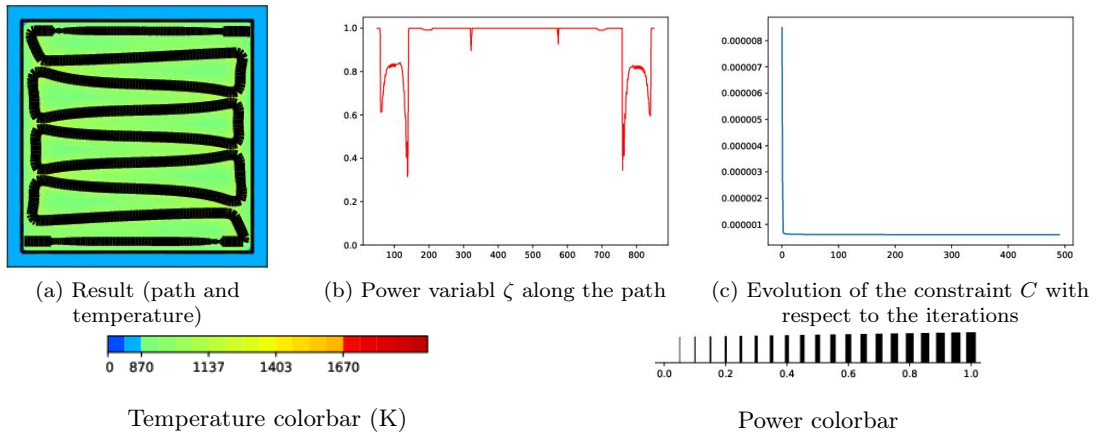 1.0
0.8
0.6
0.4
0.2
0.0
100 200 300 400 500 600 700 800
0.000008
0.000007
0.000006
0.000005
0.000004
0.000003
0.000002
0.000001
0 100 200 300 400 500
(a) Result (path and
temperature)
(b) Power variabl ζ along the path
(c) Evolution of the constraint C with
respect to the iterations
0 870 1137 1403 1670
Temperature colorbar (K)
0.0 0.2 0.4 0.6 0.8 1.0
Power colorbar